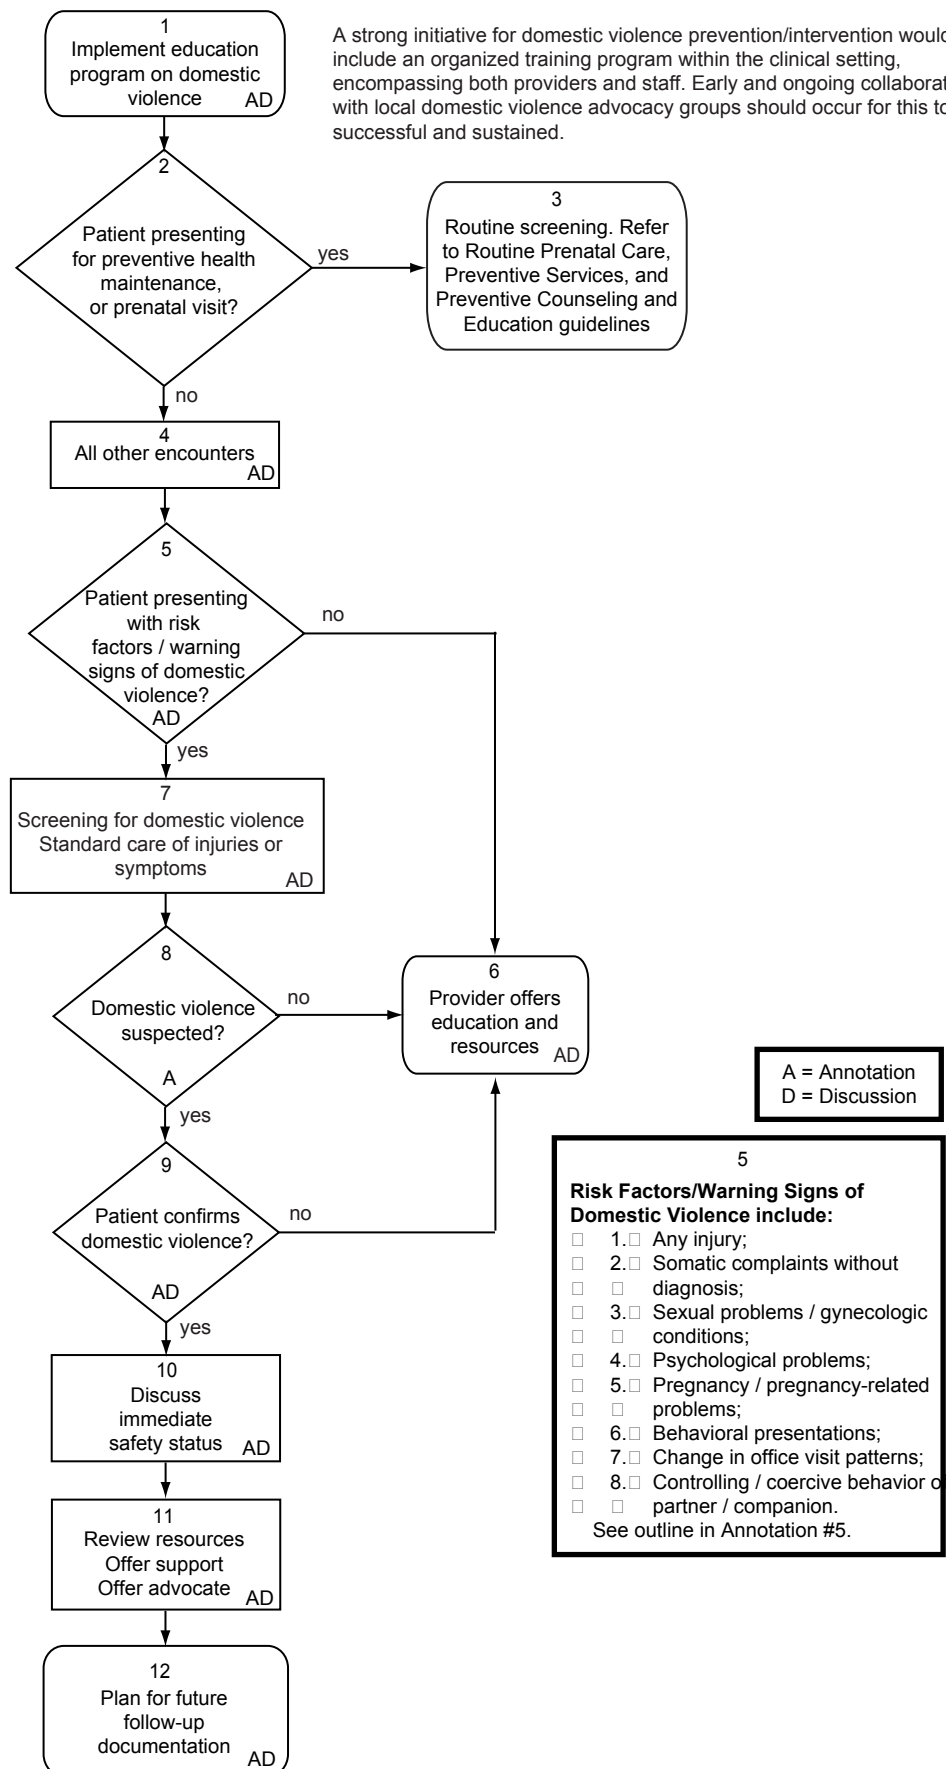 1
Implement education
program on domestic
violence AD
A strong initiative for domestic violence prevention/intervention would
include an organized training program within the clinical setting,
encompassing both providers and staff. Early and ongoing
with local domestic violence advocacy groups should occur for this
successful and sustained.
2
Patient presenting
for preventive health
maintenance,
or prenatal visit?
yes
3
Routine screening. Refer
to Routine Prenatal Care,
Preventive Services, and
Preventive Counseling and
Education guidelines
no
4
All other encounters
AD
5
Patient presenting
with risk
factors / warning
signs of domestic
violence?
AD
no
yes
7
Screening for domestic violence
Standard care of injuries or
symptoms
AD
8
Domestic violence
suspected?
A
no
6
Provider offers
education and
resources AD
yes
9
Patient confirms
domestic violence?
AD
no
yes
10
Discuss
immediate
safety status AD
11
Review resources
Offer support
Offer advocate AD
12
Plan for future
follow-up
documentation AD
A = Annotation
D = Discussion
5
Risk Factors/Warning Signs of
Domestic Violence include:
1. Any injury;
2. Somatic complaints without
diagnosis;
3. Sexual problems / gynecologic
conditions;
4. Psychological problems;
5. Pregnancy / pregnancy-related
problems;
6. Behavioral presentations;
7. Change in office visit patterns;
8. Controlling / coercive behavior of
partner / companion.
See outline in Annotation #5.